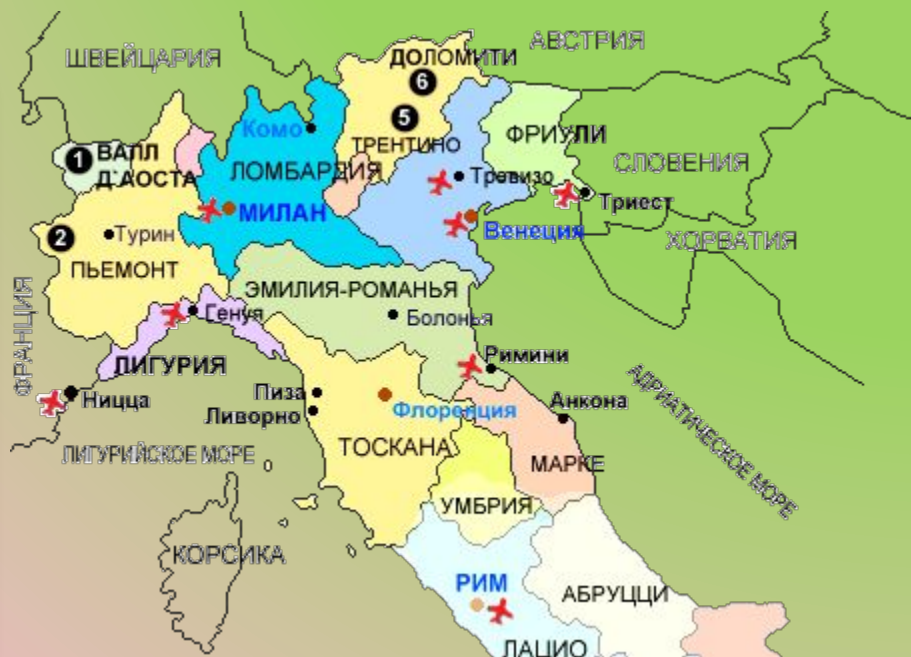 АВСТРИЯ
ШВЕЙЦАРИЯ
ДОЛОМИТИ
6
5
Комо
ТРЕНТИНО
ФРИУЛИ
1
ВАЛЛ
Д'АОСТА
ЛОМБАРДИЯ
СЛОВЕНИЯ
Тревизо
Триест
МИЛАН
2
Турин
Венеция
ХОРВАТИЯ
ПЬЕМОНТ
ЭМИЛИЯ-РОМАНЬЯ
ФРАНЦИЯ
Генуя
Болонья
ЛИГУРИЯ
Римини
Ницца
Пиза
Ливорно
Флоренция
Анкона
АДРИАТИЧЕСКОЕ МОРЕ
ЛИГУРИЙСКОЕ МОРЕ
ТОСКАНА
МАРКЕ
УМБРИЯ
КОРСИКА
РИМ
АБРУЦЦИ
ЛАЦИО